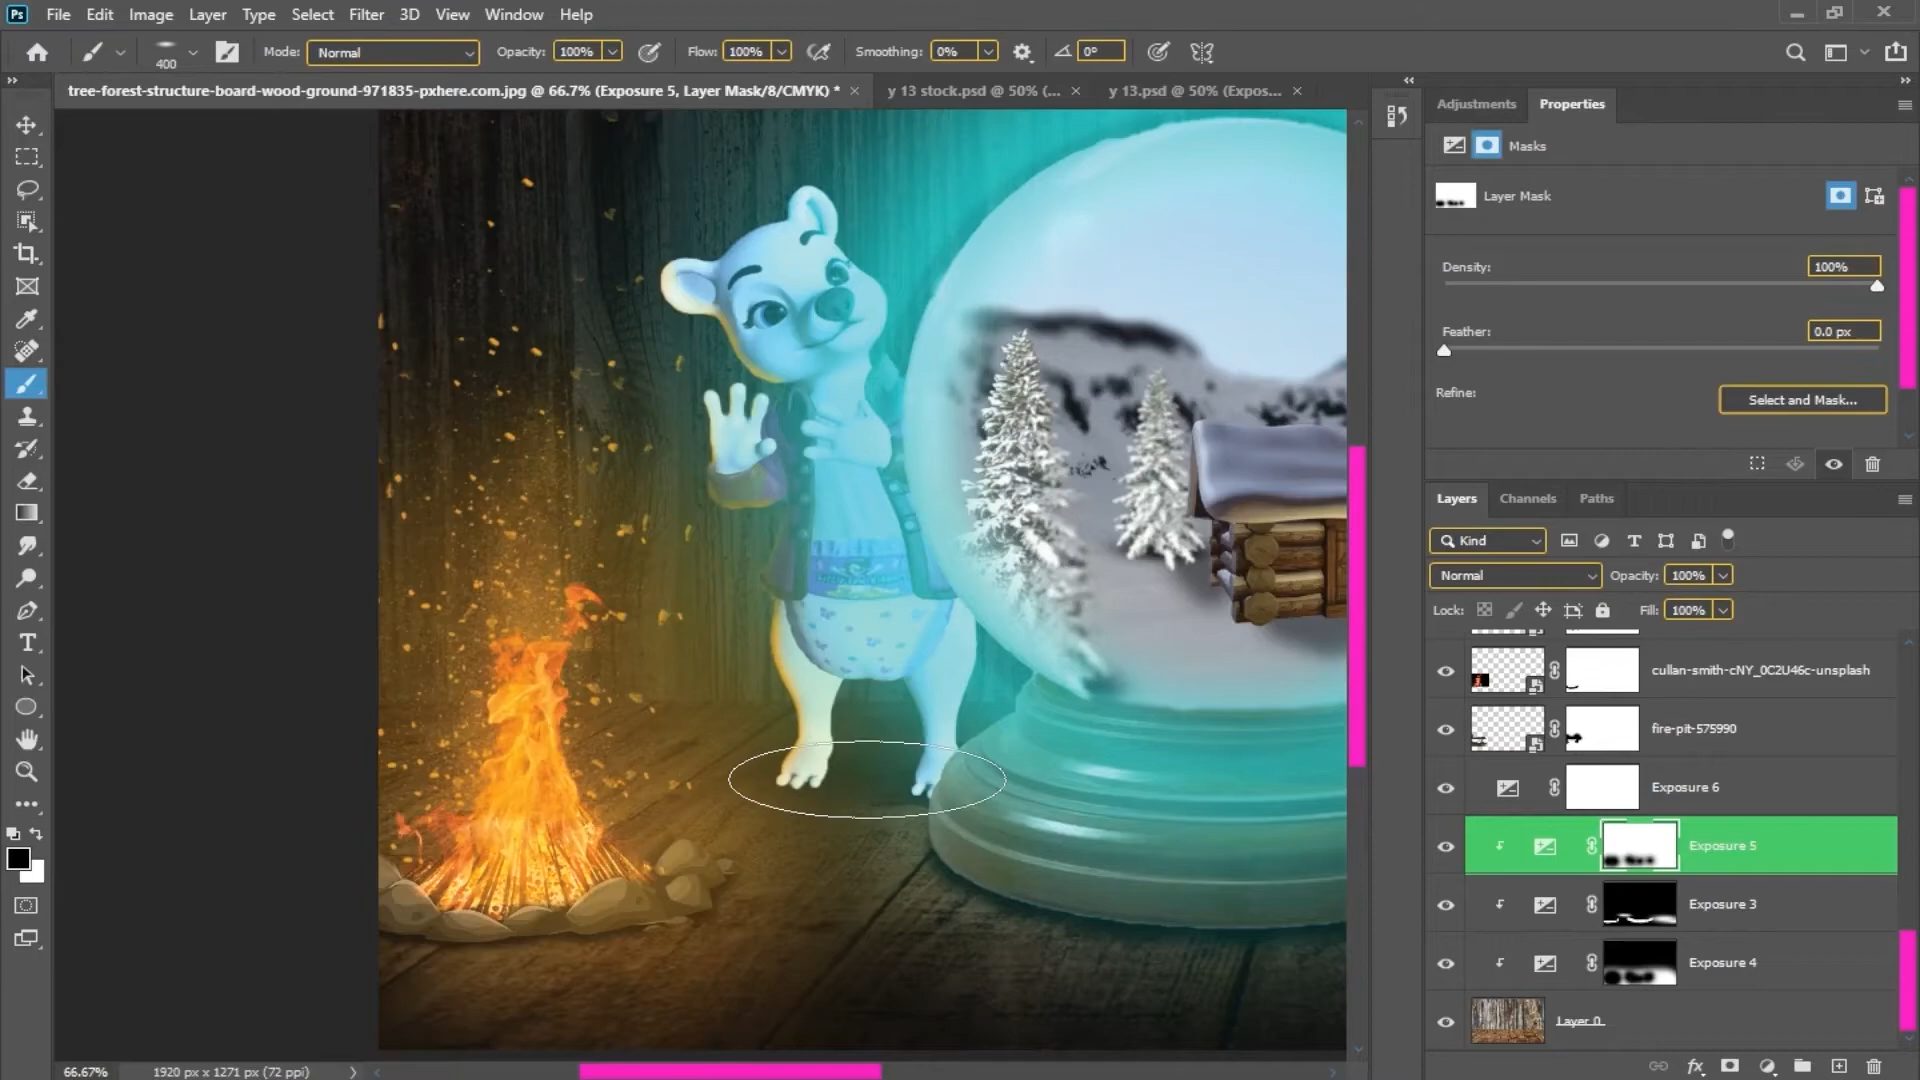 Ps File Edit Image Layer Type Select Filter 3D View Window Help
400 Mode: Normal Opacity: 100% Flow: 100% Smoothing: 0% 0°
tree-forest-structure-board-wood-ground-971835-pxhere.com.jpg @ 66.7% (Exposure 5, Layer Mask/8/CMYK) * y 13 stock.psd @ 50% (... y 13.psd @ 50% (Expos...
Adjustments Properties
Masks
Layer Mask
Density: 100%
Feather: 0.0 px
Refine: Select and Mask...
Layers Channels Paths
Kind
Normal Opacity: 100%
Lock: Fill: 100%
cullan-smith-cNY_0C2U46c-unsplash
fire-pit-575990
Exposure 6
Exposure 5
Exposure 3
Exposure 4
Layer 0
66.67% 1920 px x 1271 px (72 ppi)